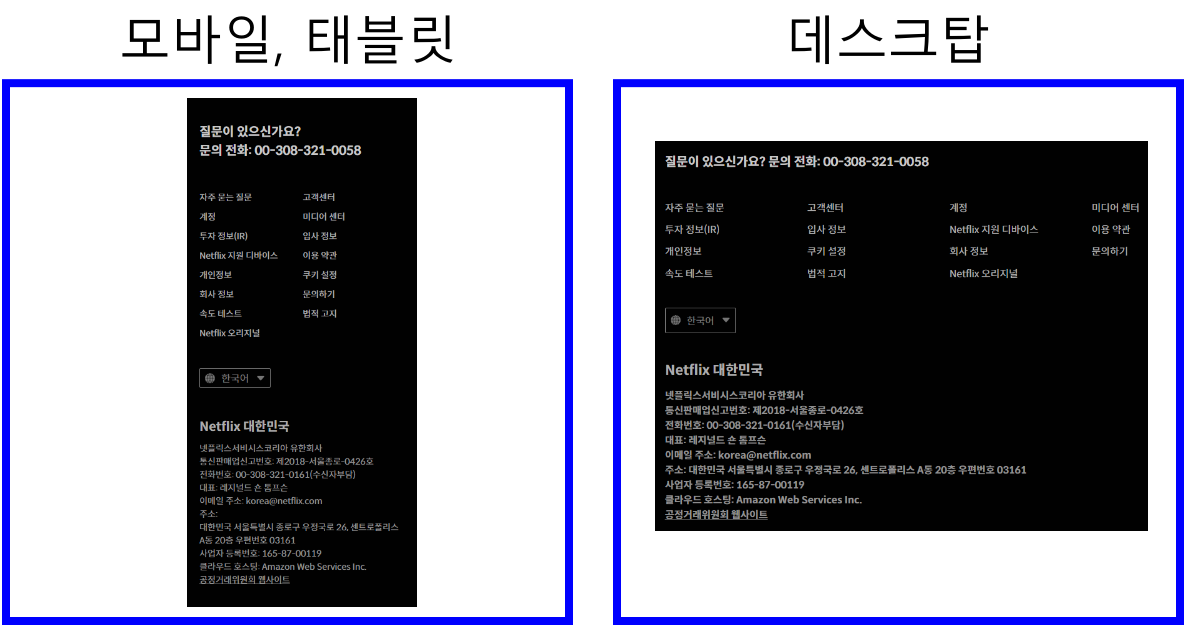 모바일, 태블릿
질문이 있으신가요?
문의 전화: 00-308-321-0058
자주 묻는 질문 고객센터
계정 미디어 센터
투자 정보(IR) 입사 정보
Netflix 지원 디바이스 이용 약관
개인정보 쿠키 설정
회사 정보 문의하기
속도 테스트 법적 고지
Netflix 오리지널
한국어
Netflix 대한민국
넷플릭스서비시스코리아 유한회사
통신판매업신고번호: 제2018-서울종로-0426호
전화번호: 00-308-321-0161(수신자부담)
대표: 레지널드 숀 톰프슨
이메일 주소: korea@netflix.com
주소:
대한민국 서울특별시 종로구 우정국로 26, 센트로폴리스
A동 20층 우편번호 03161
사업자 등록번호: 165-87-00119
클라우드 호스팅: Amazon Web Services Inc.
공정거래위원회 웹사이트
데스크탑
질문이 있으신가요? 문의 전화: 00-308-321-0058
자주 묻는 질문 고객센터 계정 미디어 센터
투자 정보(IR) 입사 정보 Netflix 지원 디바이스 이용 약관
개인정보 쿠키 설정 회사 정보 문의하기
속도 테스트 법적 고지 Netflix 오리지널
한국어
Netflix 대한민국
넷플릭스서비시스코리아 유한회사
통신판매업신고번호: 제2018-서울종로-0426호
전화번호: 00-308-321-0161(수신자부담)
대표: 레지널드 숀 톰프슨
이메일 주소: korea@netflix.com
주소: 대한민국 서울특별시 종로구 우정국로 26, 센트로폴리스 A동 20층 우편번호 03161
사업자 등록번호: 165-87-00119
클라우드 호스팅: Amazon Web Services Inc.
공정거래위원회 웹사이트